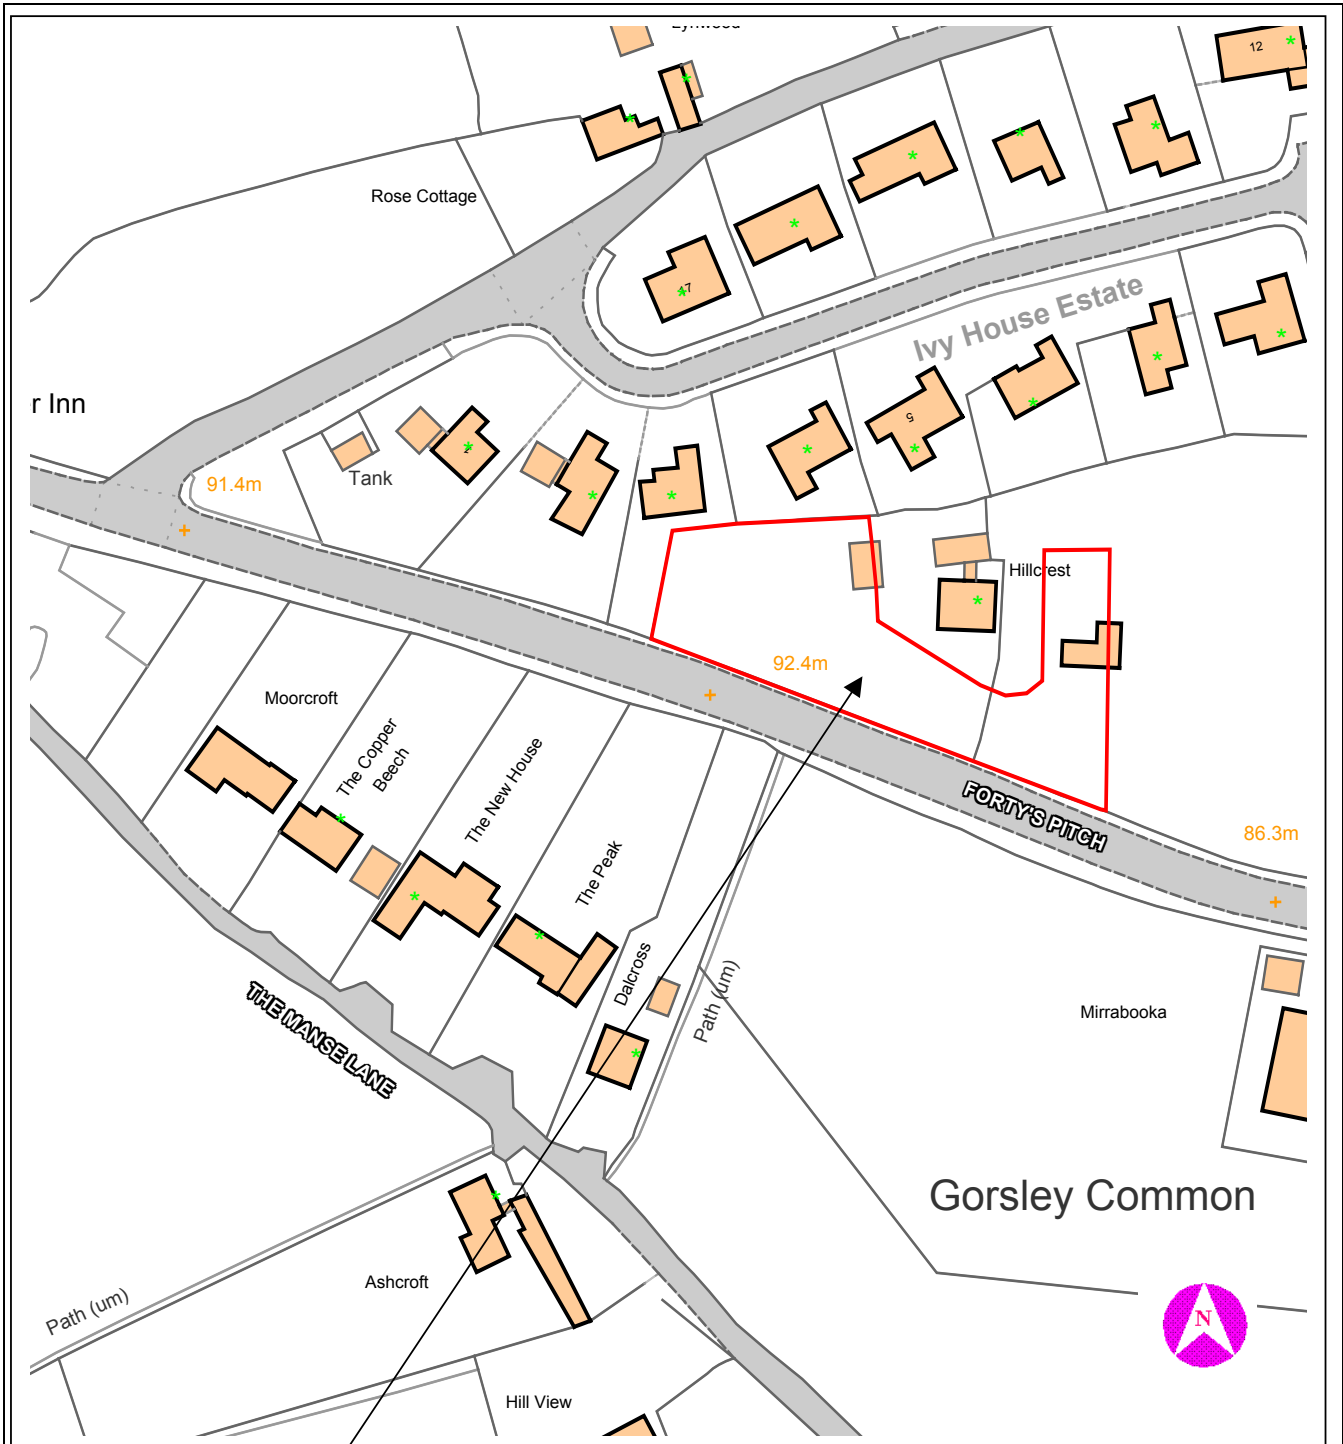 12
Rose Cottage
17
Ivy House Estate
r Inn
5
91.4m
Tank
Hillcrest
92.4m
Moorcroft
The Copper
Beech
The New House
FORTY'S PITCH
86.3m
The Peak
Dalcross
Path (um)
THE MANSE LANE
Mirrabooka
Gorsley Common
Ashcroft
Path (um)
N
Hill View